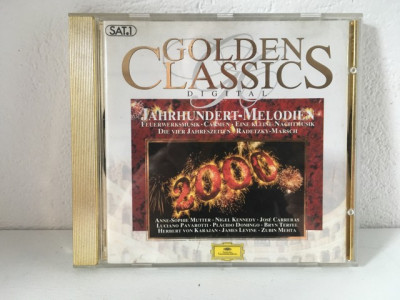 SAT.1
GOLDEN
CLASSICS
DIGITAL
JAHRHUNDERT-MELODIEN
FEUERWERKSMUSIK · CARMEN · EINE KLEINE NACHTMUSIK
DIE VIER JAHRESZEITEN · RADETZKY-MARSCH
2000
ANNE-SOPHIE MUTTER · NIGEL KENNEDY · JOSÉ CARRERAS
LUCIANO PAVAROTTI · PLÁCIDO DOMINGO · BRYN TERFEL
HERBERT VON KARAJAN · JAMES LEVINE · ZUBIN MEHTA